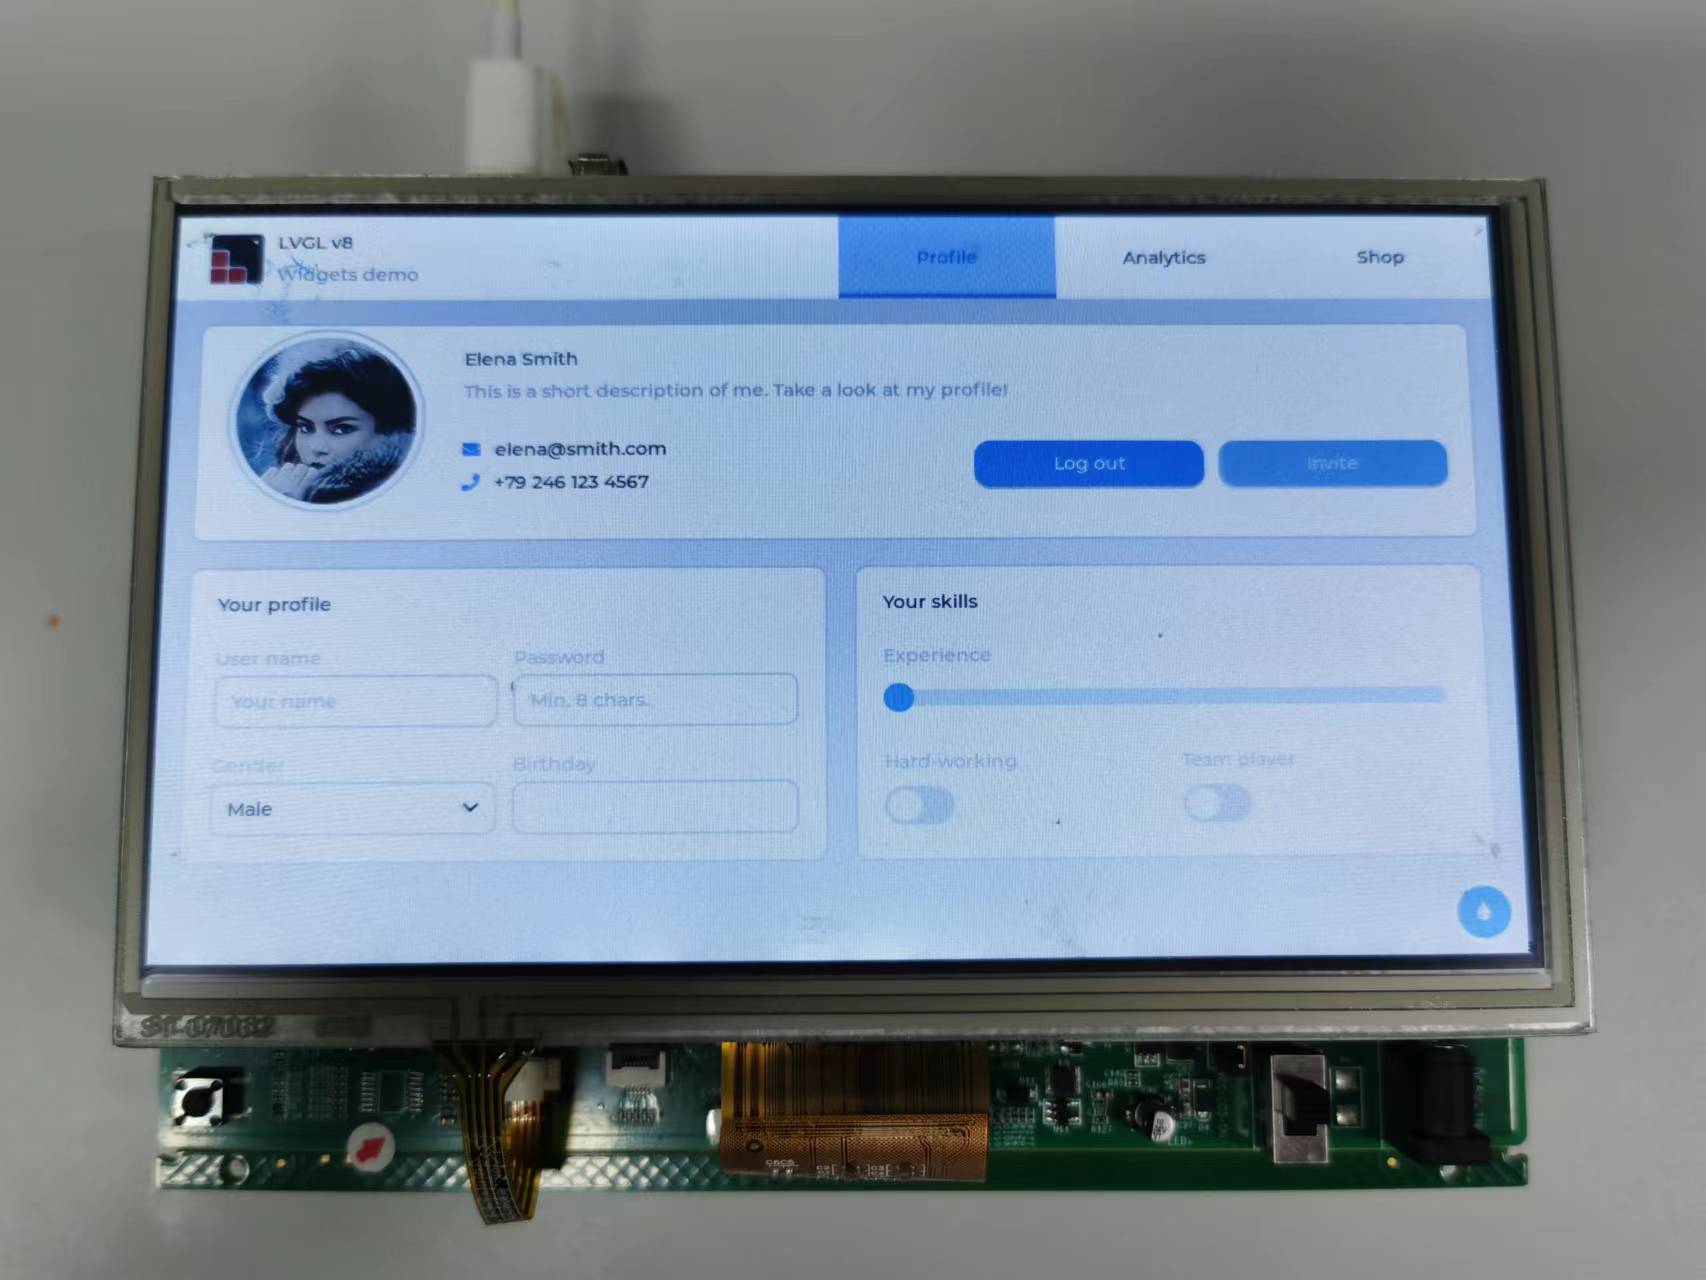 LVGL v8
Widgets demo
Profile
Analytics
Shop
Elena Smith
This is a short description of me. Take a look at my profile!
elena@smith.com
+79 246 123 4567
Log out
Invite
Your profile
User name
Password
Your name
Min. 8 chars.
Gender
Birthday
Male
Your skills
Experience
Hard-working
Team player